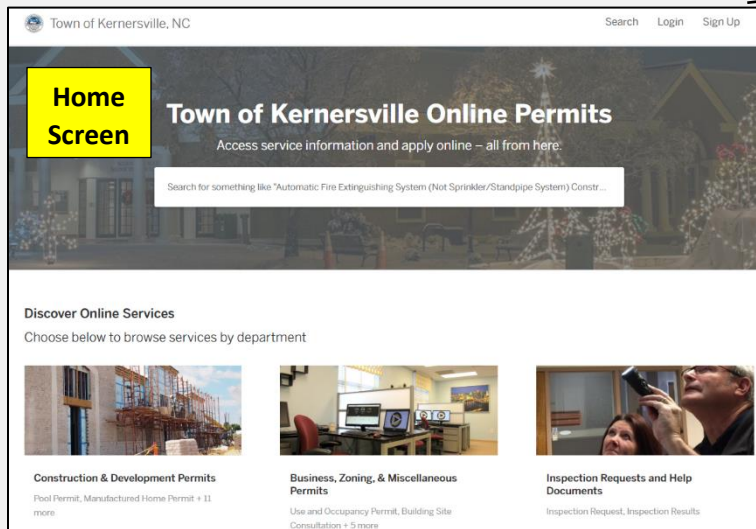 Town of Kernersville, NC
Search Login Sign Up
Home
Screen
Town of Kernersville Online Permits
Access service information and apply online – all from here.
Search for something like "Automatic Fire Extinguishing System (Not Sprinkler/Standpipe System) Constr...
Discover Online Services
Choose below to browse services by department
Construction & Development Permits
Pool Permit, Manufactured Home Permit + 11
more
Business, Zoning, & Miscellaneous
Permits
Use and Occupancy Permit, Building Site
Consultation + 5 more
Inspection Requests and Help
Documents
Inspection Request, Inspection Results